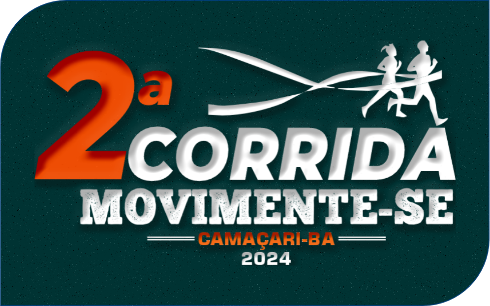 2ª CORRIDA
MOVIMENTE-SE
CAMAÇARI-BA
2024